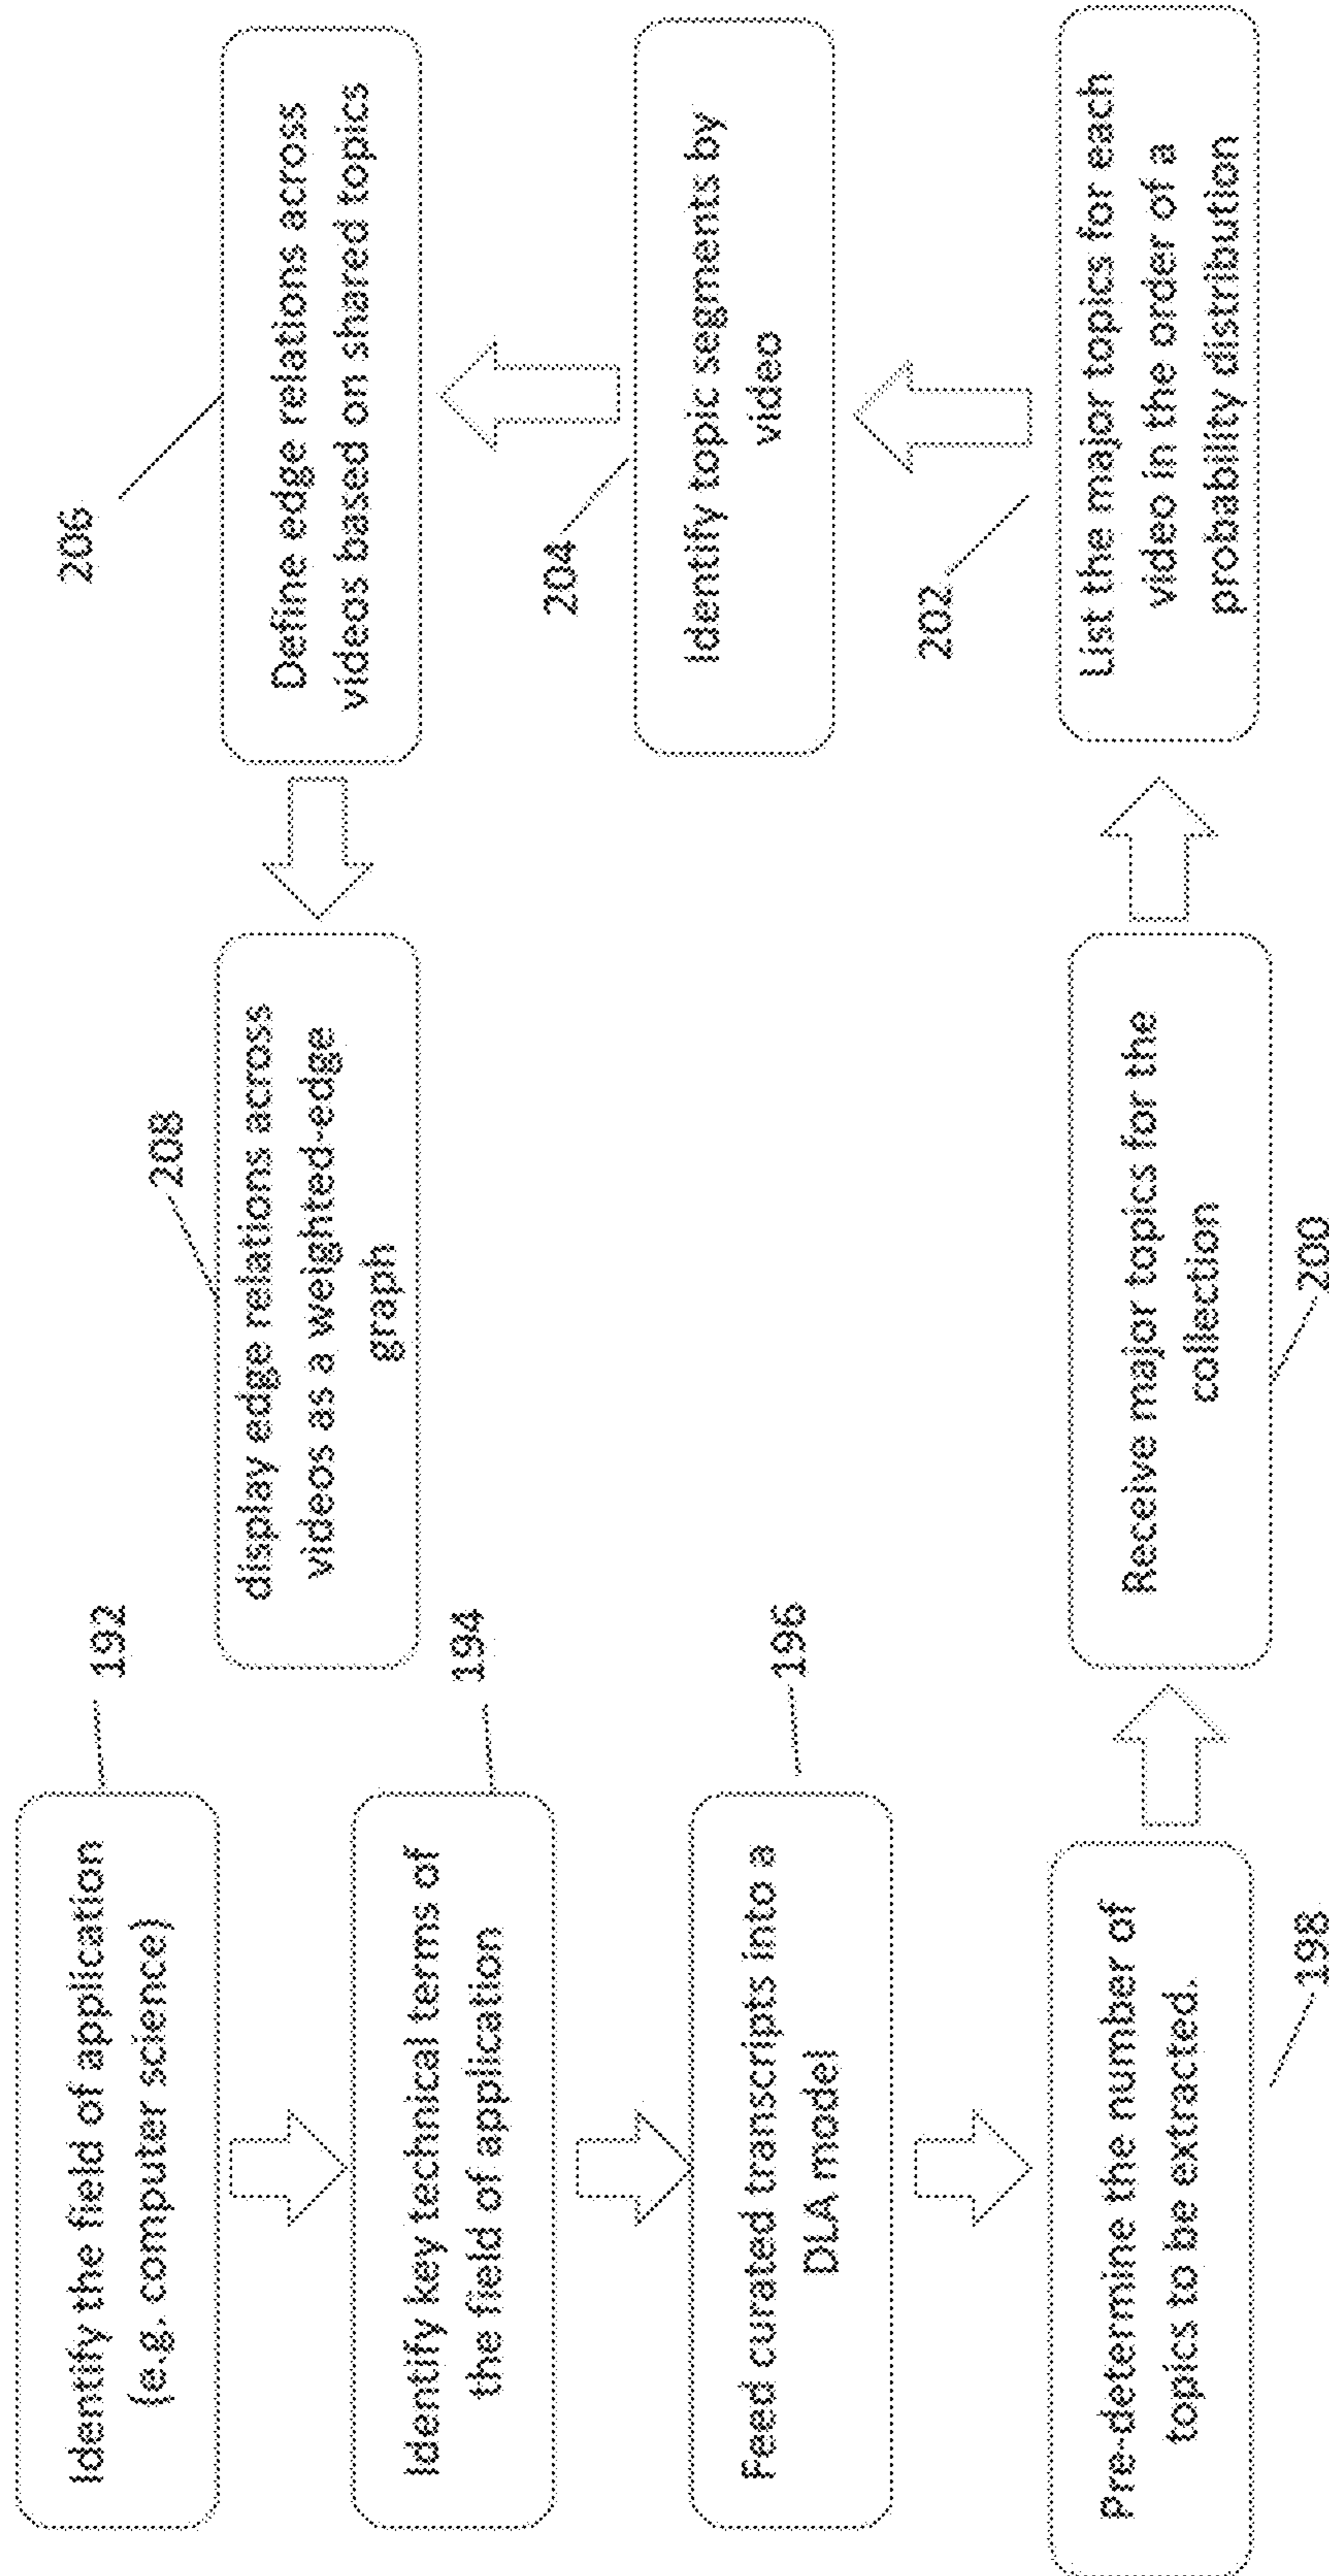 192
Identify the field of application
(e.g. computer science)
194
Identify key technical terms of
the field of application
196
Feed curated transcripts into a
DLA model
Pre-determine the number of
topics to be extracted.
198
Receive major topics for the
collection
200
List the major topics for each
video in the order of a
probability distribution
202
Identify topic segments by
video
204
206
Define edge relations across
videos based on shared topics
208
display edge relations across
videos as a weighted-edge
graph